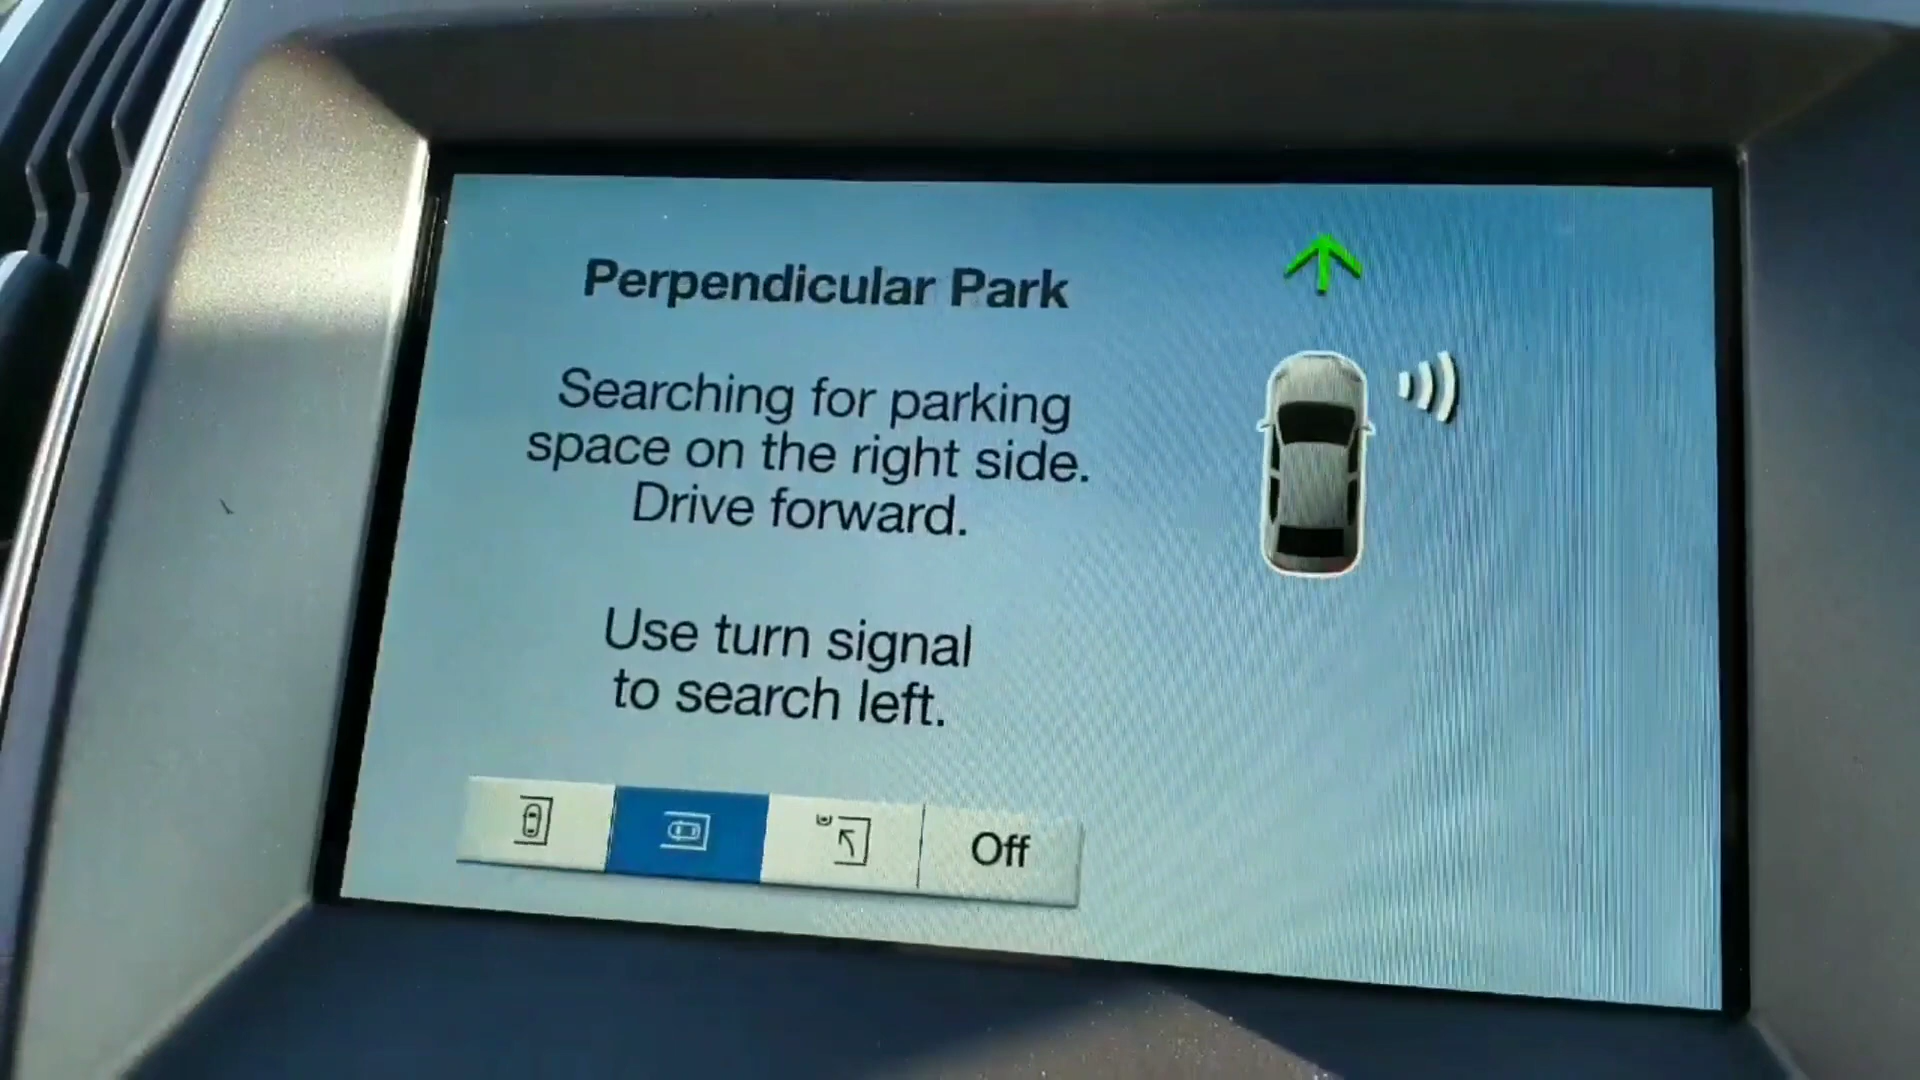 Perpendicular Park
Searching for parking
space on the right side.
Drive forward.
Use turn signal
to search left.
Off